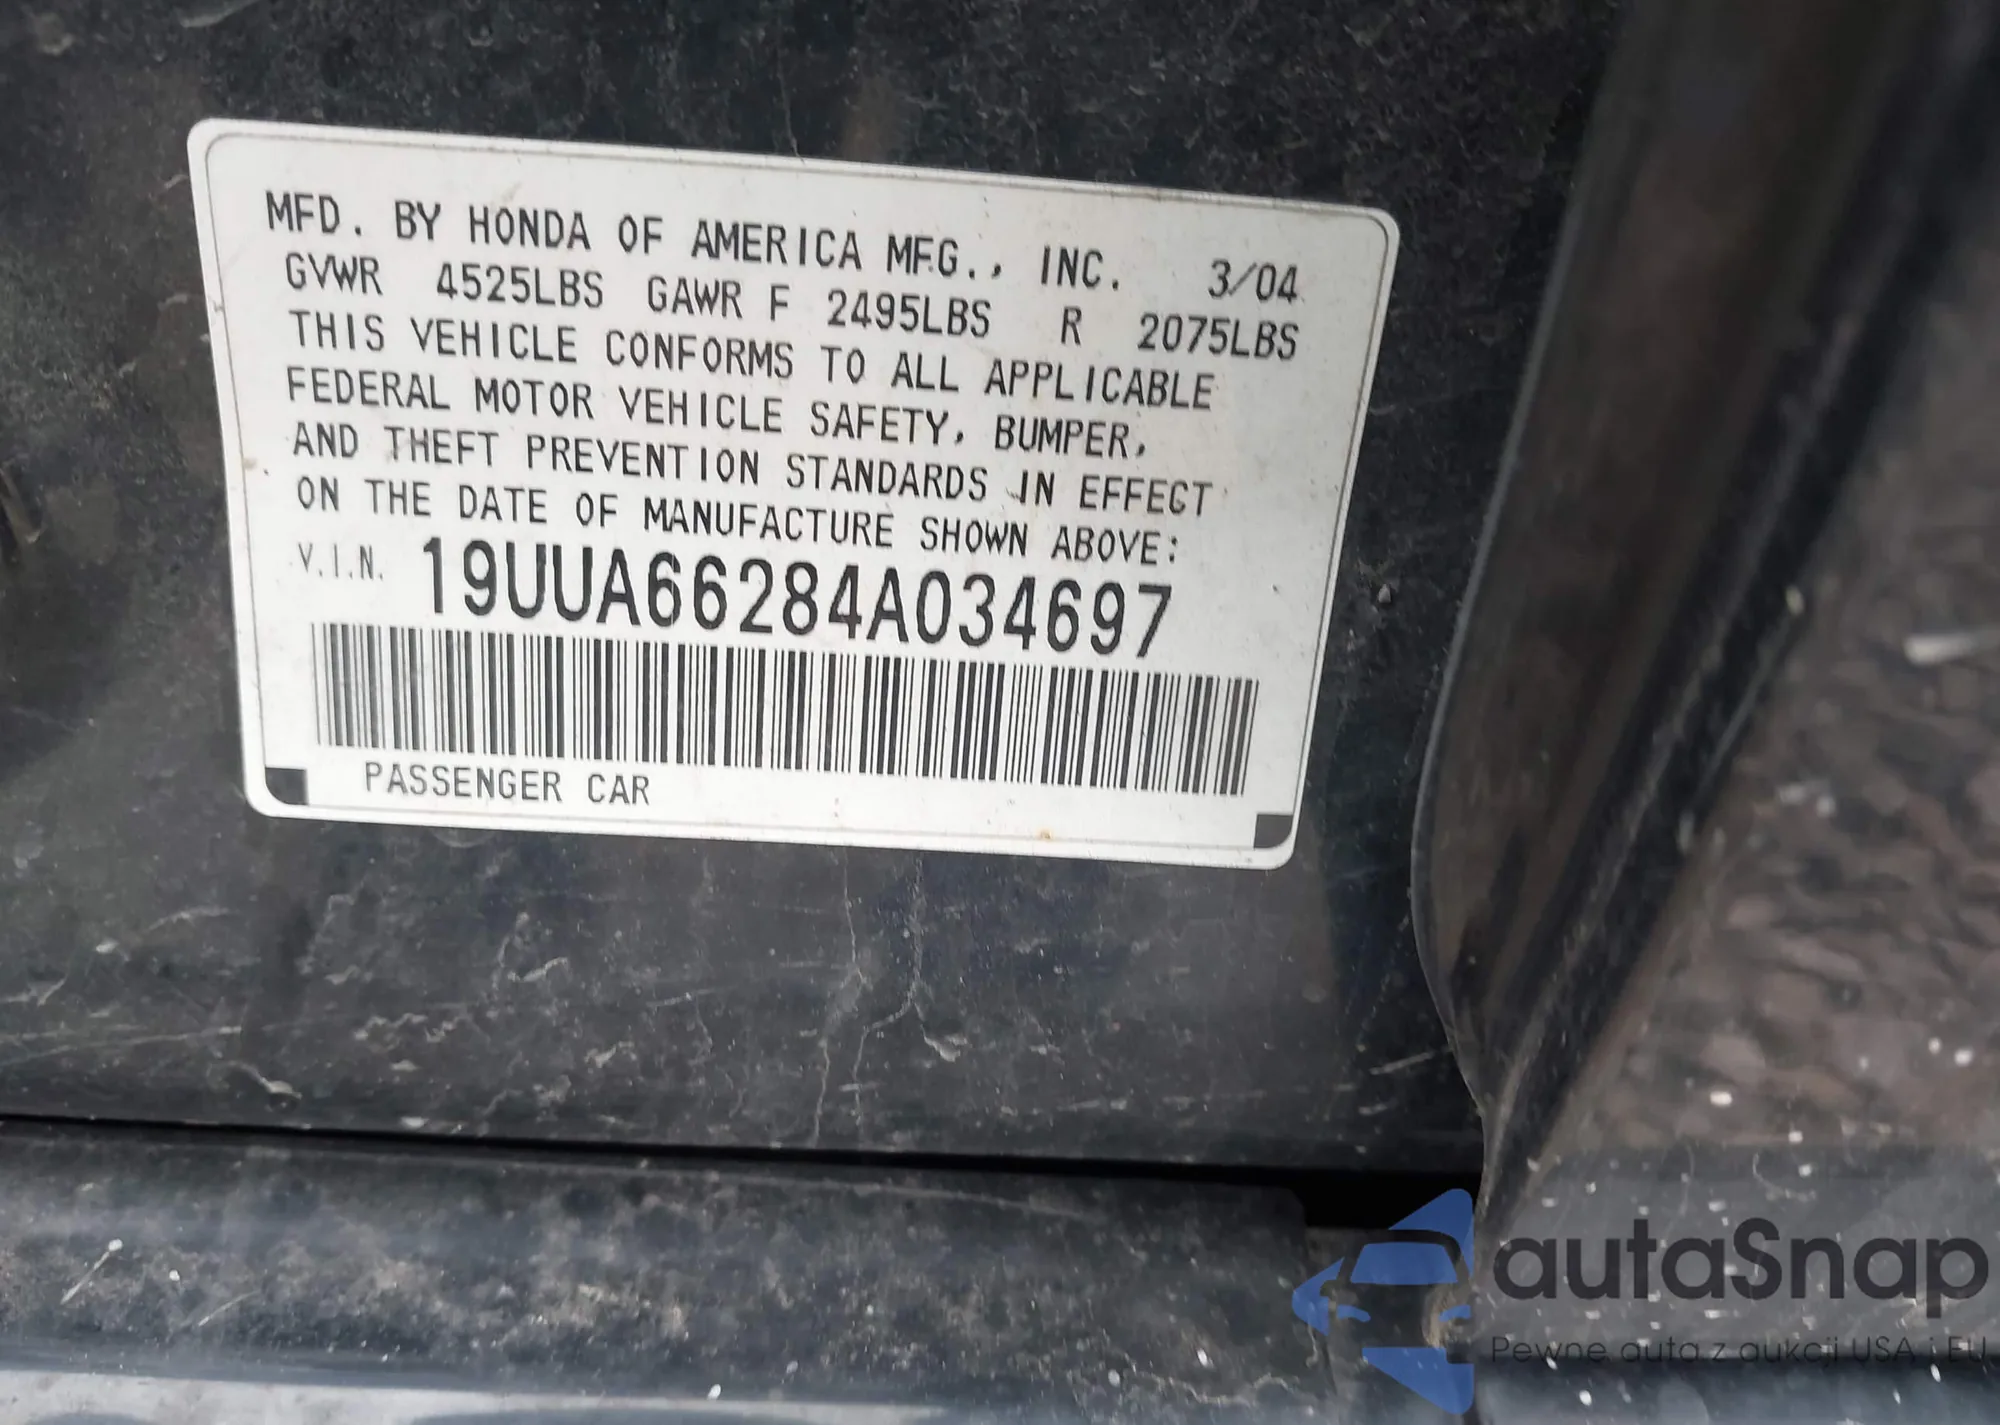 MFD. BY HONDA OF AMERICA MFG., INC. 3/04
GVWR 4525LBS GAWR F 2495LBS R 2075LBS
THIS VEHICLE CONFORMS TO ALL APPLICABLE
FEDERAL MOTOR VEHICLE SAFETY, BUMPER,
AND THEFT PREVENTION STANDARDS IN EFFECT
ON THE DATE OF MANUFACTURE SHOWN ABOVE:
V.I.N. 19UUA66284A034697
PASSENGER CAR
autaSnap
Pewne auta z aukcji USA i EU